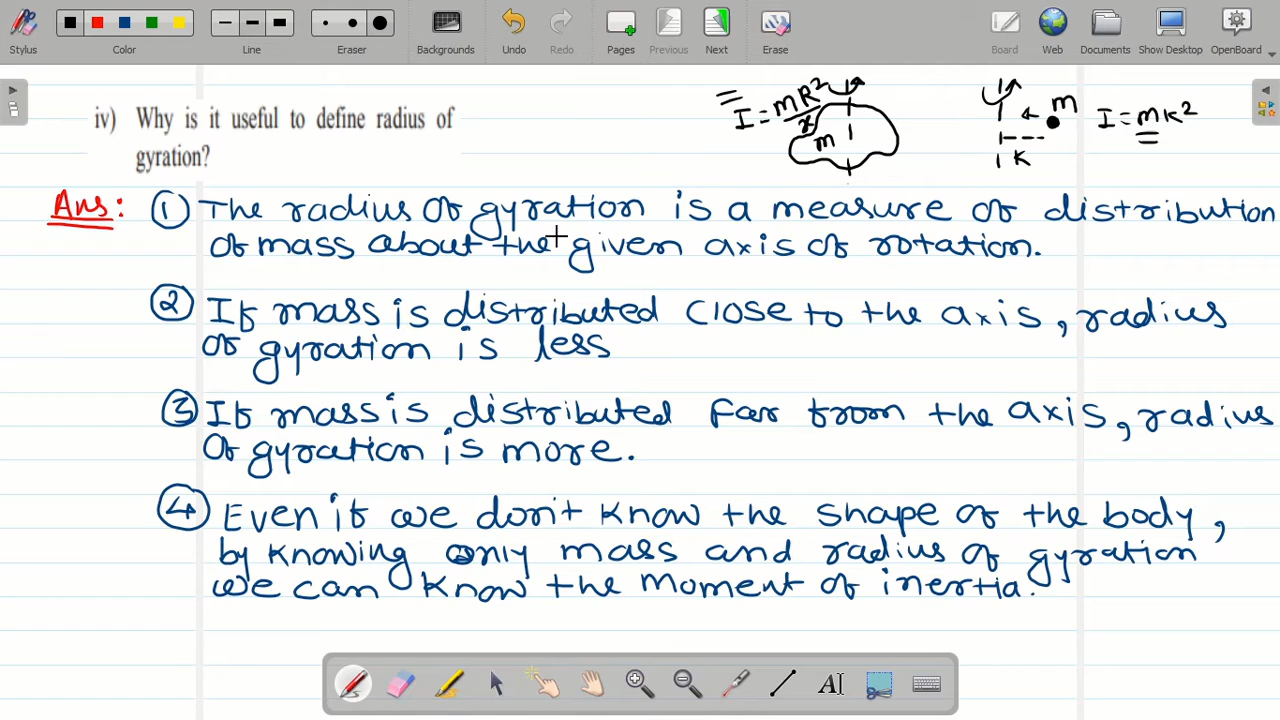 Stylus Color Line Eraser Backgrounds Undo Redo Pages Previous Next Erase Board Web Documents Show Desktop OpenBoard
iv) Why is it useful to define radius of
gyration?
I = mR²/x
m
m
K
I = mK²
Ans: ① The radius of gyration is a measure of distribution
of mass about the given axis of rotation.
② If mass is distributed close to the axis, radius
of gyration is less
③ If mass is distributed far from the axis, radius
of gyration is more.
④ Even if we don't know the shape of the body,
by knowing only mass and radius of gyration
we can know the moment of inertia.